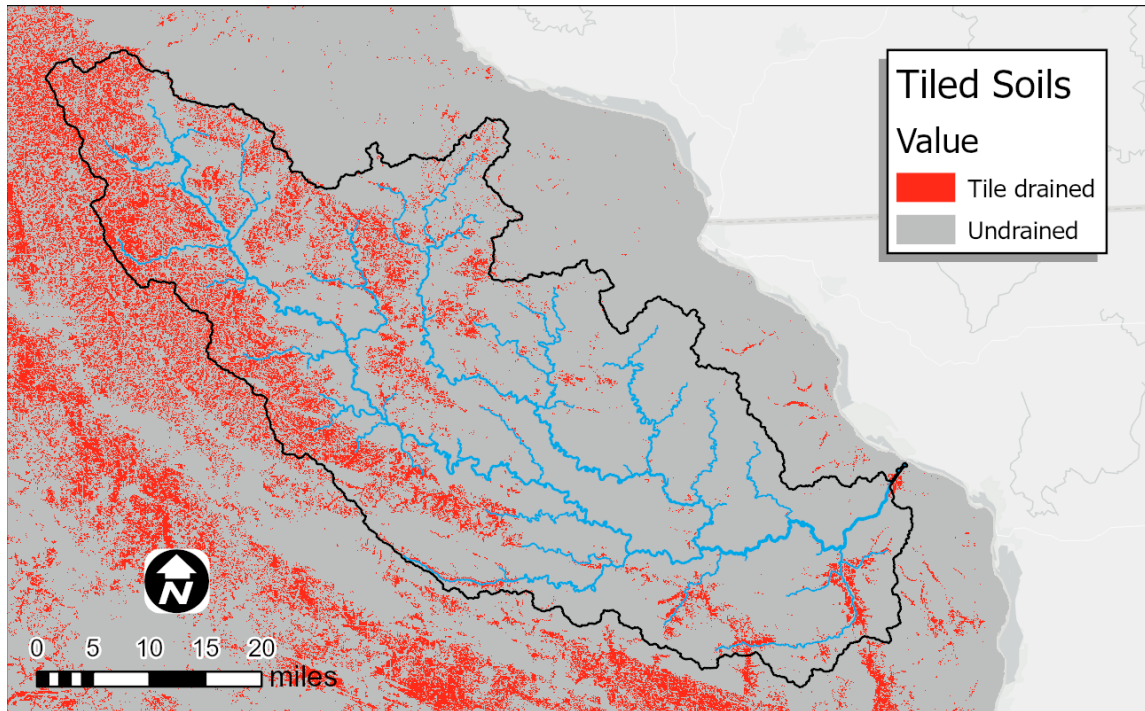 Tiled Soils
Value
Tile drained
Undrained
N
0 5 10 15 20
miles